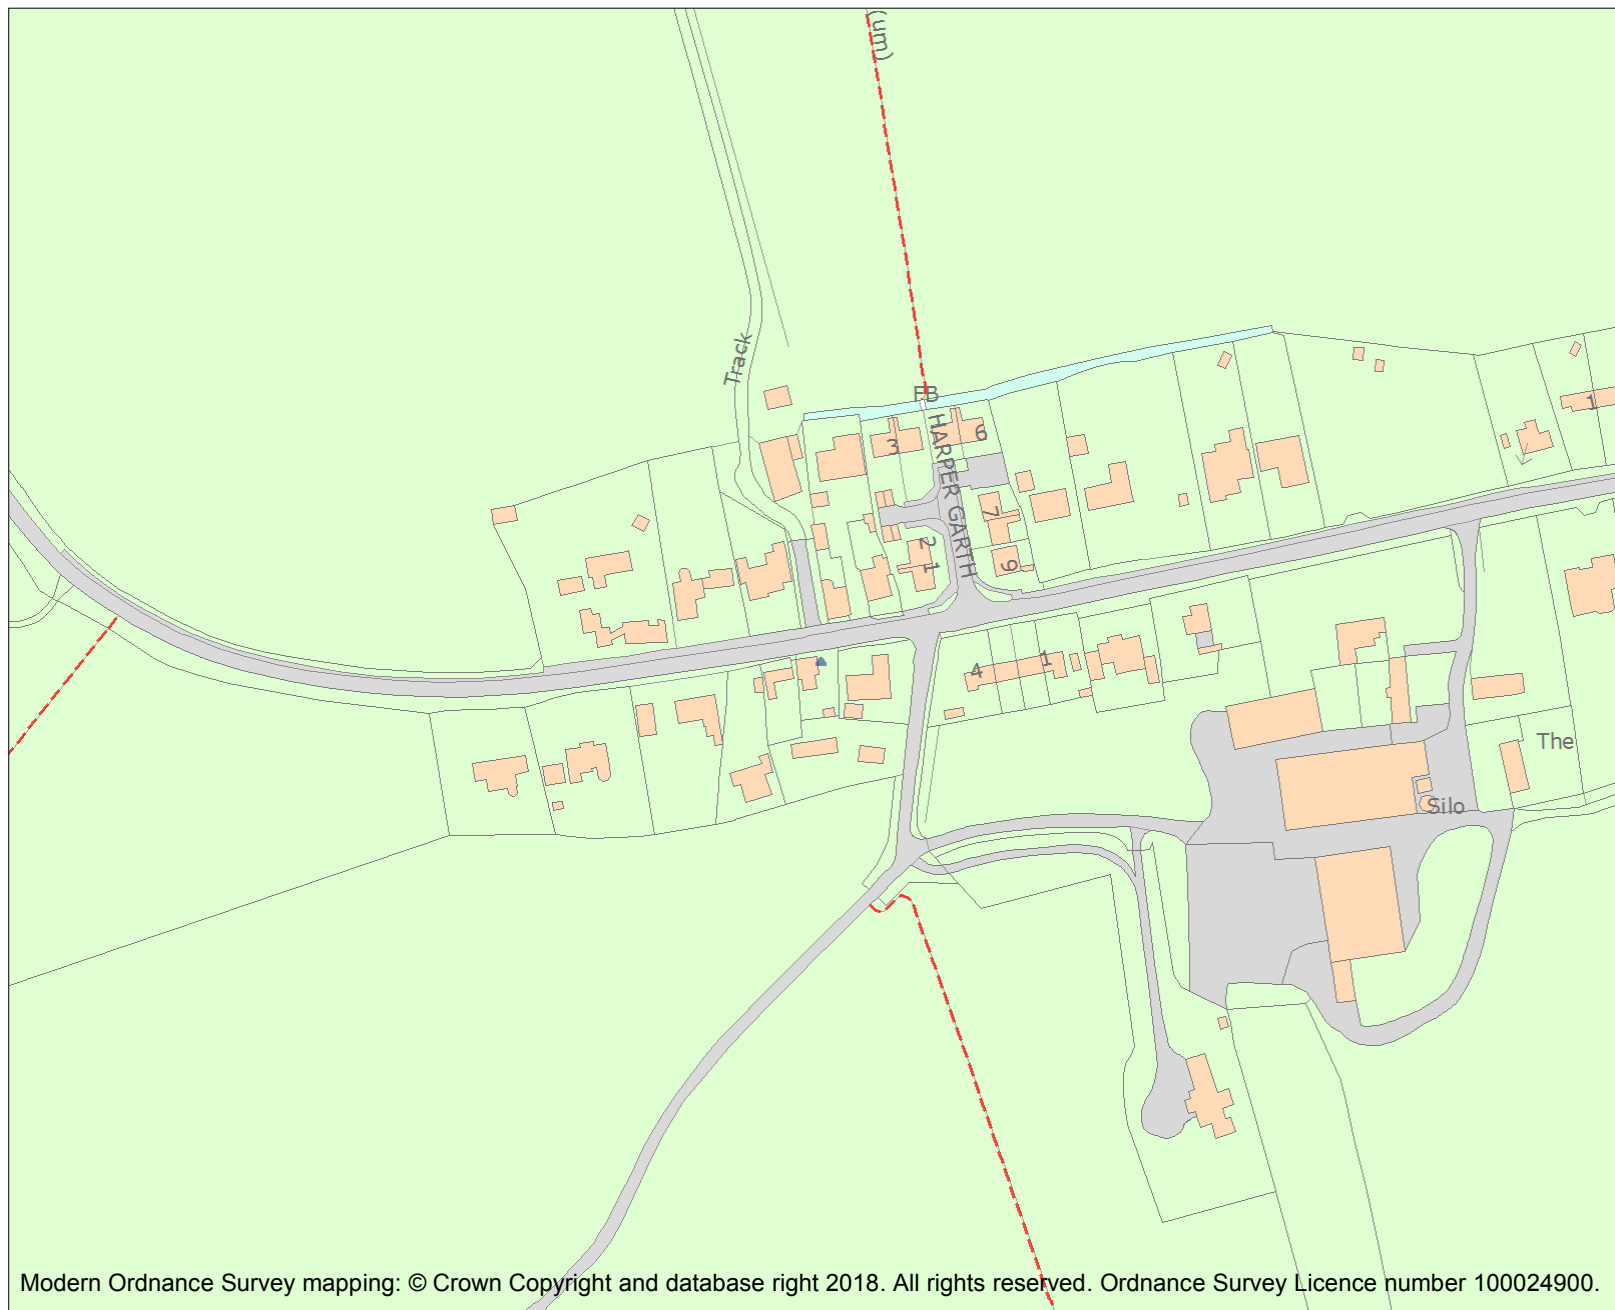 (um)
Track
FB
HARPER GARTH
3
6
1
7
2
1
9
4
1
The
Silo
Modern Ordnance Survey mapping: © Crown Copyright and database right 2018. All rights reserved. Ordnance Survey Licence number 100024900.